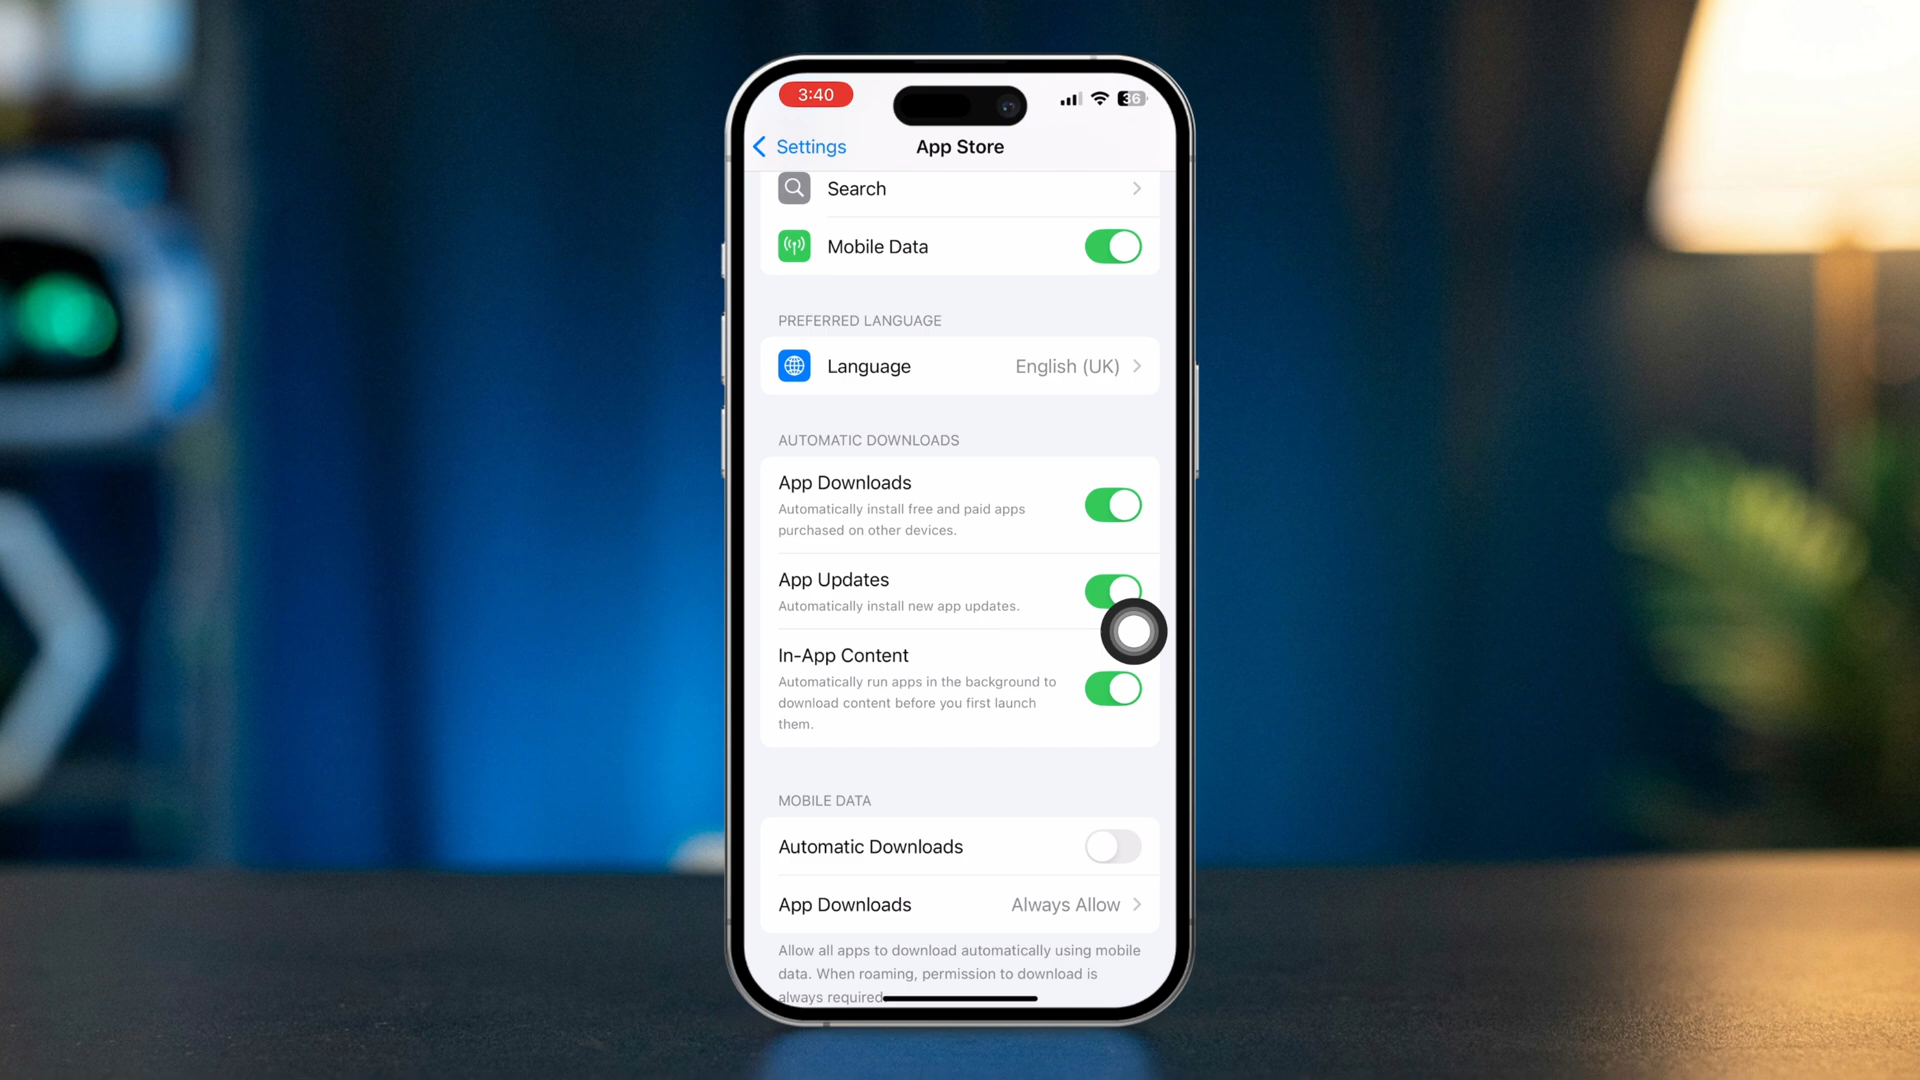 3:40
36
Settings
App Store
Search
Mobile Data
PREFERRED LANGUAGE
Language English (UK)
AUTOMATIC DOWNLOADS
App Downloads
Automatically install free and paid apps
purchased on other devices.
App Updates
Automatically install new app updates.
In-App Content
Automatically run apps in the background to
download content before you first launch
them.
MOBILE DATA
Automatic Downloads
App Downloads Always Allow
Allow all apps to download automatically using mobile
data. When roaming, permission to download is
always required